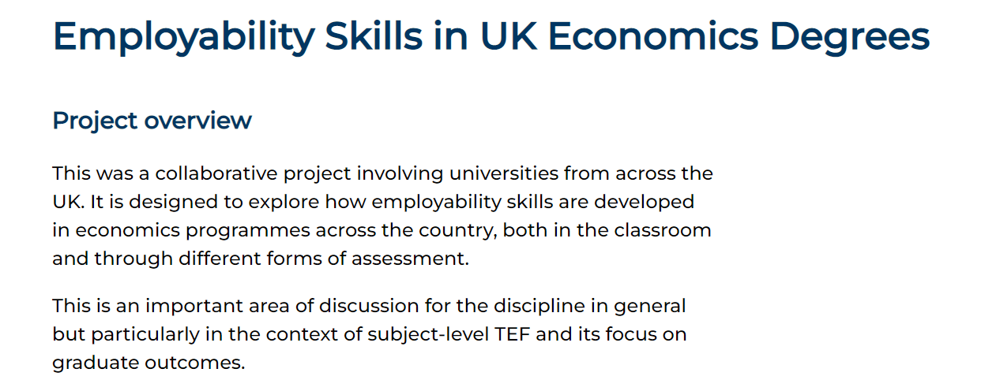 Employability Skills in UK Economics Degrees
Project overview
This was a collaborative project involving universities from across the
UK. It is designed to explore how employability skills are developed
in economics programmes across the country, both in the classroom
and through different forms of assessment.
This is an important area of discussion for the discipline in general
but particularly in the context of subject-level TEF and its focus on
graduate outcomes.